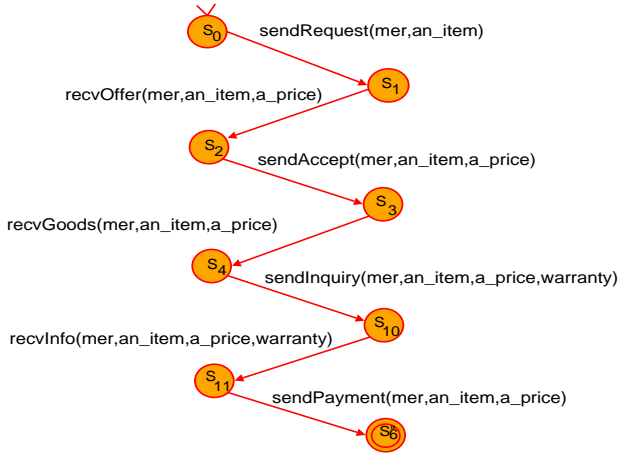 S0
sendRequest(mer,an_item)
S1
recvOffer(mer,an_item,a_price)
S2
sendAccept(mer,an_item,a_price)
S3
recvGoods(mer,an_item,a_price)
S4
sendInquiry(mer,an_item,a_price,warranty)
S10
recvInfo(mer,an_item,a_price,warranty)
S11
sendPayment(mer,an_item,a_price)
S6